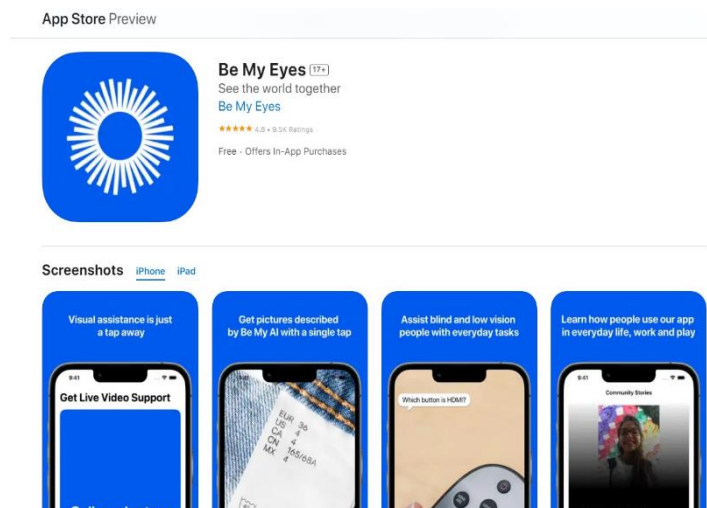 App Store Preview
Be My Eyes 17+
See the world together
Be My Eyes
★★★★★ 4.8 • 9.5K Ratings
Free · Offers In-App Purchases
Screenshots iPhone iPad
Visual assistance is just
a tap away
9:41
Get Live Video Support
Get pictures described
by Be My AI with a single tap
9:41
EUR 36
US 4
CA 4
CN 165/68A
MX 4
Assist blind and low vision
people with everyday tasks
Which button is HDMI?
Learn how people use our app
in everyday life, work and play
9:41
Community Stories